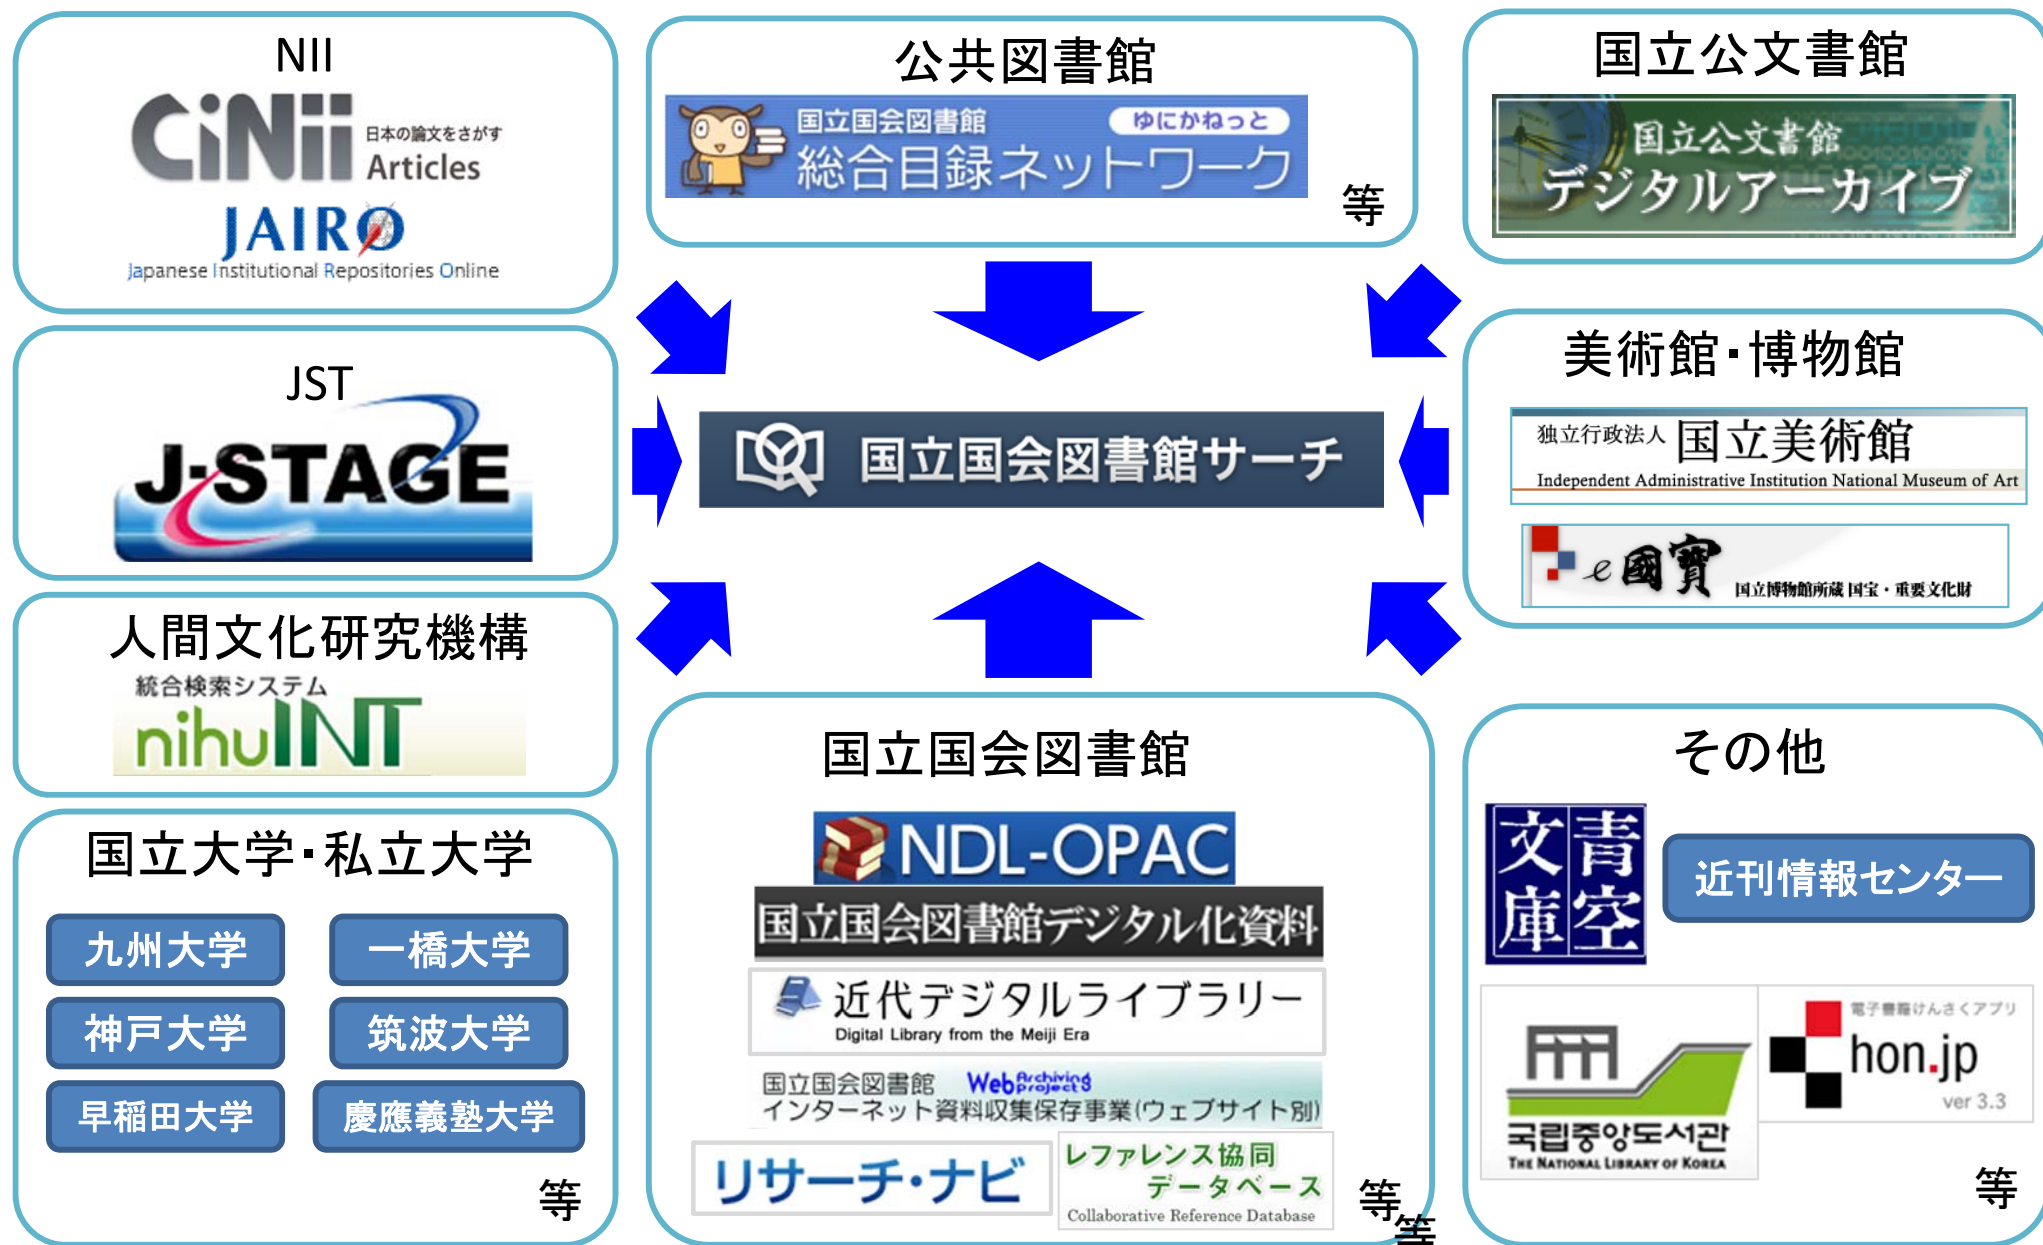 NII
CiNii
日本の論文をさがす
Articles
JAIRO
Japanese Institutional Repositories Online
公共図書館
国立国会図書館
ゆにかねっと
総合目録ネットワーク
等
国立公文書館
国立公文書館
デジタルアーカイブ
JST
J-STAGE
国立国会図書館サーチ
美術館・博物館
独立行政法人 国立美術館
Independent Administrative Institution National Museum of Art
e國寶
国立博物館所蔵 国宝・重要文化財
人間文化研究機構
統合検索システム
nihuINT
国立大学・私立大学
九州大学
一橋大学
神戸大学
筑波大学
早稲田大学
慶應義塾大学
等
国立国会図書館
NDL-OPAC
国立国会図書館デジタル化資料
近代デジタルライブラリー
Digital Library from the Meiji Era
国立国会図書館 Web Archiving Projects
インターネット資料収集保存事業(ウェブサイト別)
リサーチ・ナビ
レファレンス協同
データベース
Collaborative Reference Database
等
等
その他
青空文庫
近刊情報センター
국립중앙도서관
THE NATIONAL LIBRARY OF KOREA
電子書籍けんさくアプリ
hon.jp
ver 3.3
等